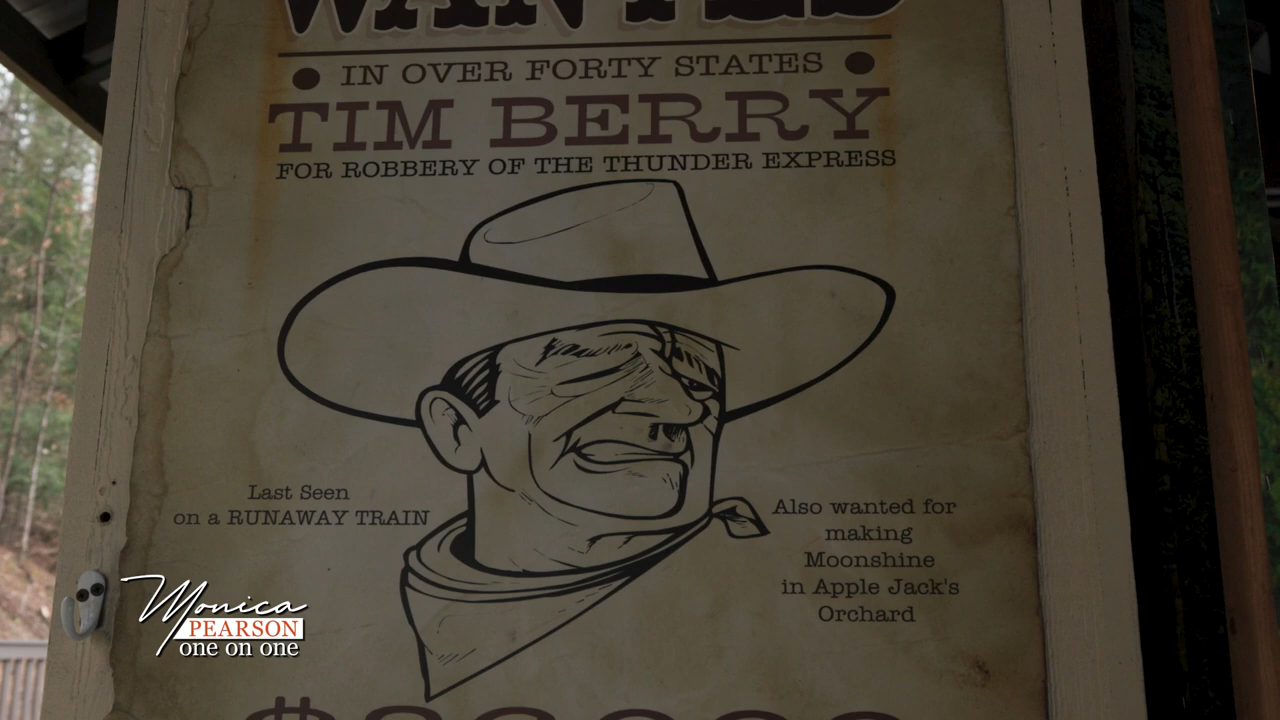 WANTED
IN OVER FORTY STATES
TIM BERRY
FOR ROBBERY OF THE THUNDER EXPRESS
Last Seen
on a RUNAWAY TRAIN
Also wanted for
making
Moonshine
in Apple Jack's
Orchard
Monica
PEARSON
one on one